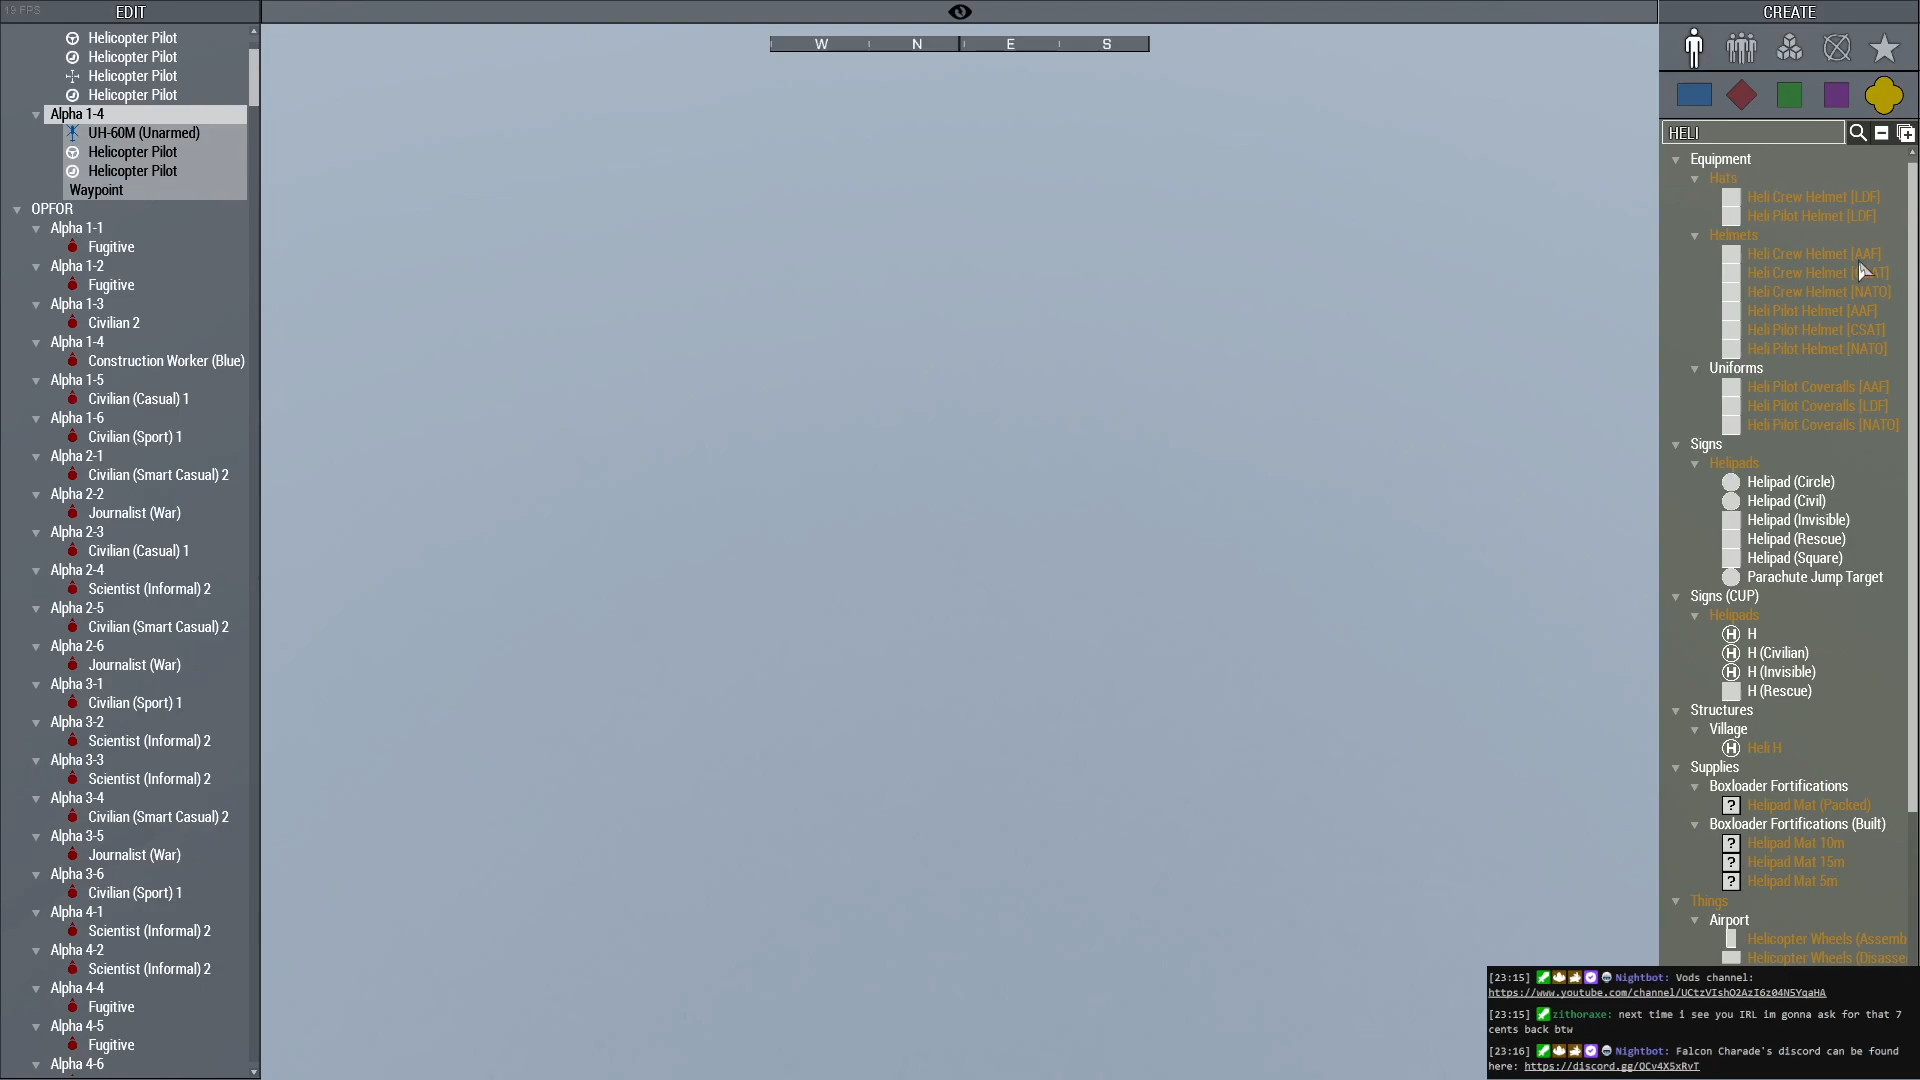 19 FPS
EDIT
Helicopter Pilot
Helicopter Pilot
Helicopter Pilot
Helicopter Pilot
Alpha 1-4
UH-60M (Unarmed)
Helicopter Pilot
Helicopter Pilot
Waypoint
OPFOR
Alpha 1-1
Fugitive
Alpha 1-2
Fugitive
Alpha 1-3
Civilian 2
Alpha 1-4
Construction Worker (Blue)
Alpha 1-5
Civilian (Casual) 1
Alpha 1-6
Civilian (Sport) 1
Alpha 2-1
Civilian (Smart Casual) 2
Alpha 2-2
Journalist (War)
Alpha 2-3
Civilian (Casual) 1
Alpha 2-4
Scientist (Informal) 2
Alpha 2-5
Civilian (Smart Casual) 2
Alpha 2-6
Journalist (War)
Alpha 3-1
Civilian (Sport) 1
Alpha 3-2
Scientist (Informal) 2
Alpha 3-3
Scientist (Informal) 2
Alpha 3-4
Civilian (Smart Casual) 2
Alpha 3-5
Journalist (War)
Alpha 3-6
Civilian (Sport) 1
Alpha 4-1
Scientist (Informal) 2
Alpha 4-2
Scientist (Informal) 2
Alpha 4-4
Fugitive
Alpha 4-5
Fugitive
Alpha 4-6
W N E S
CREATE
HELI
Equipment
Hats
Heli Crew Helmet [LDF]
Heli Pilot Helmet [LDF]
Helmets
Heli Crew Helmet [AAF]
Heli Crew Helmet
Heli Crew Helmet [NATO]
Heli Pilot Helmet [AAF]
Heli Pilot Helmet [CSAT]
Heli Pilot Helmet [NATO]
Uniforms
Heli Pilot Coveralls [AAF]
Heli Pilot Coveralls [LDF]
Heli Pilot Coveralls [NATO]
Signs
Helipads
Helipad (Circle)
Helipad (Civil)
Helipad (Invisible)
Helipad (Rescue)
Helipad (Square)
Parachute Jump Target
Signs (CUP)
Helipads
H H
H H (Civilian)
H H (Invisible)
H (Rescue)
Structures
Village
H Heli H
Supplies
Boxloader Fortifications
? Helipad Mat (Packed)
Boxloader Fortifications (Built)
? Helipad Mat 10m
? Helipad Mat 15m
? Helipad Mat 5m
Things
Airport
Helicopter Wheels (Assemb
Helicopter Wheels (Disasse
[23:15] Nightbot: Vods channel:
https://www.youtube.com/channel/UCtzVIshO2AzI6z04N5YqaHA
[23:15] zithoraxe: next time i see you IRL im gonna ask for that 7
cents back btw
[23:16] Nightbot: Falcon Charade's discord can be found
here: https://discord.gg/QCv4X5xRvT